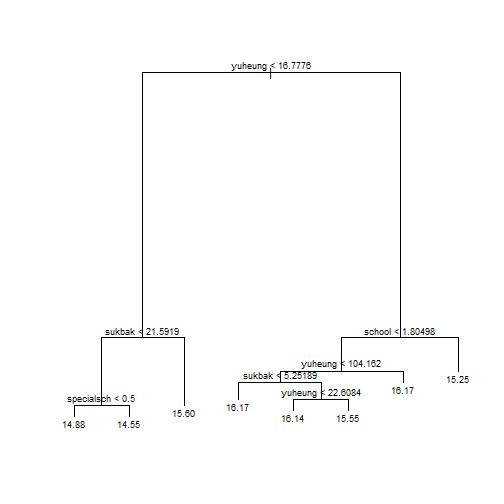 yuheung < 16.7776
sukbak < 21.5919
school < 1.80498
yuheung < 104.162
sukbak < 5.25189
15.25
16.17
yuheung < 22.6084
specialsch < 0.5
16.17
15.60
16.14
15.55
14.88
14.55